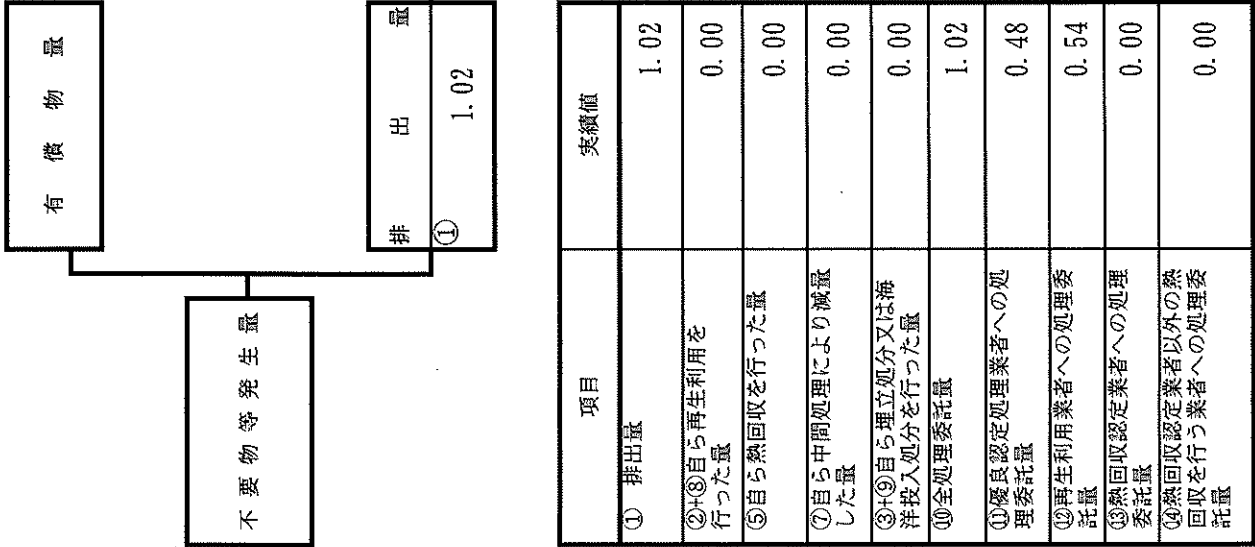 不要物等発生量
有償物量
排出量
① 1.02
項目 実績値
① 排出量 1.02
②+⑧自ら再生利用を
行った量 0.00
⑤自ら熱回収を行った量 0.00
⑦自ら中間処理により減量
した量 0.00
③+⑨自ら埋立処分又は海
洋投入処分を行った量 0.00
⑩全処理委託量 1.02
⑪優良認定処理業者への処
理委託量 0.48
⑫再生利用業者への処理委
託量 0.54
⑬熱回収認定業者への処理
委託量 0.00
⑭熱回収認定業者以外の熱
回収を行う業者への処理委
託量 0.00